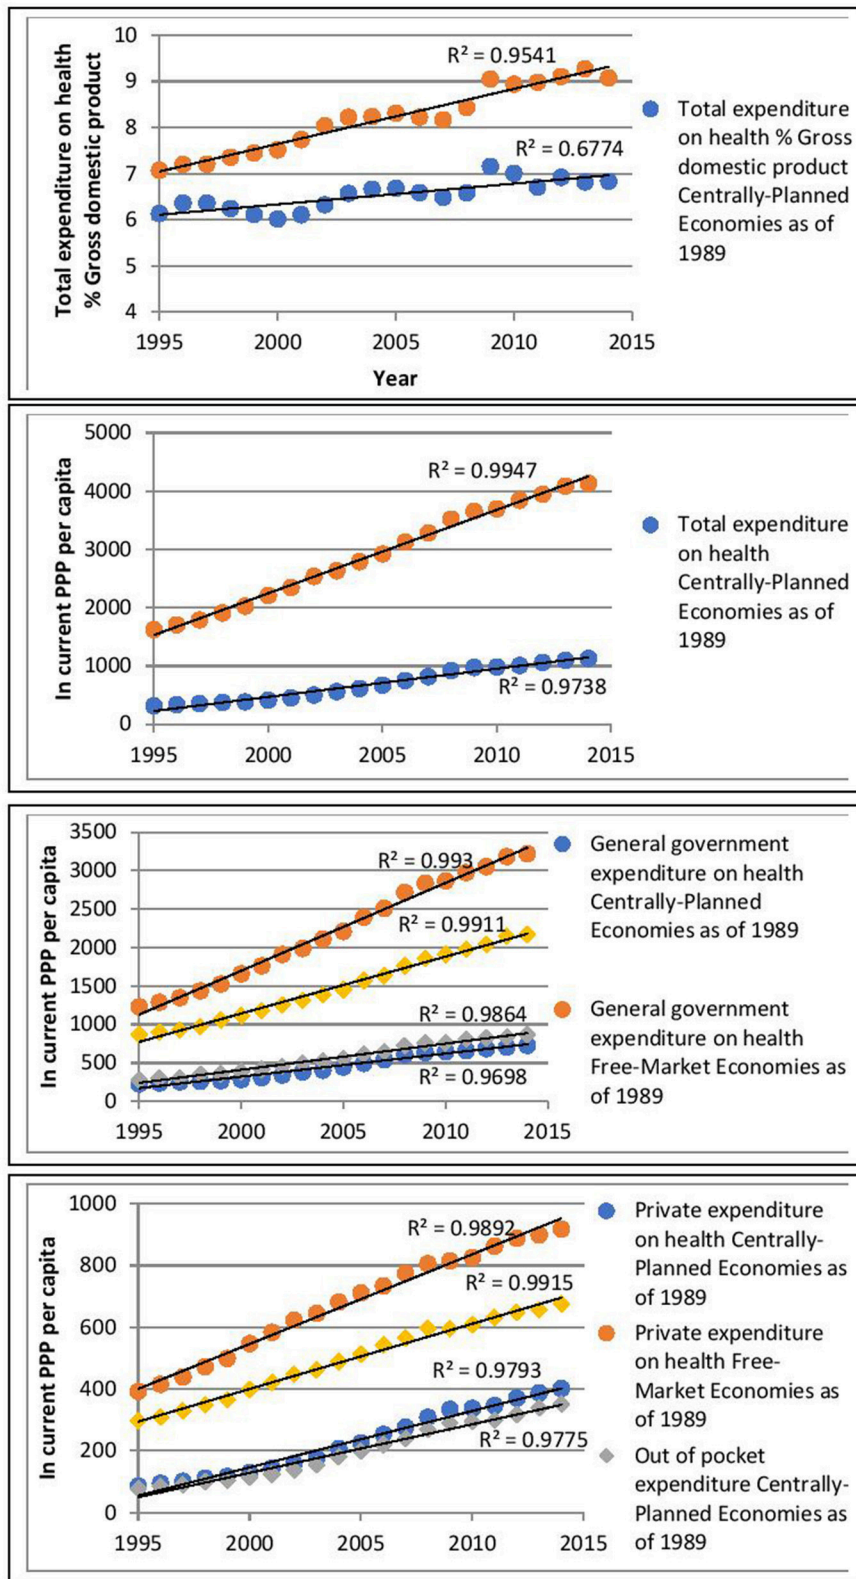 Total expenditure on health
% Gross domestic product
10
9
8
7
6
5
4
R² = 0.9541
R² = 0.6774
1995
2000
2005
2010
2015
Year
Total expenditure
on health % Gross
domestic product
Centrally-Planned
Economies as of
1989
In current PPP per capita
5000
4000
3000
2000
1000
0
R² = 0.9947
R² = 0.9738
1995
2000
2005
2010
2015
Total expenditure
on health
Centrally-Planned
Economies as of
1989
In current PPP per capita
3500
3000
2500
2000
1500
1000
500
0
R² = 0.993
R² = 0.9911
R² = 0.9864
R² = 0.9698
1995
2000
2005
2010
2015
General government
expenditure on health
Centrally-Planned
Economies as of 1989
General government
expenditure on health
Free-Market Economies as
of 1989
In current PPP per capita
1000
800
600
400
200
0
R² = 0.9892
R² = 0.9915
R² = 0.9793
R² = 0.9775
1995
2000
2005
2010
2015
Private expenditure
on health Centrally-
Planned Economies as
of 1989
Private expenditure
on health Free-
Market Economies as
of 1989
Out of pocket
expenditure Centrally-
Planned Economies as
of 1989